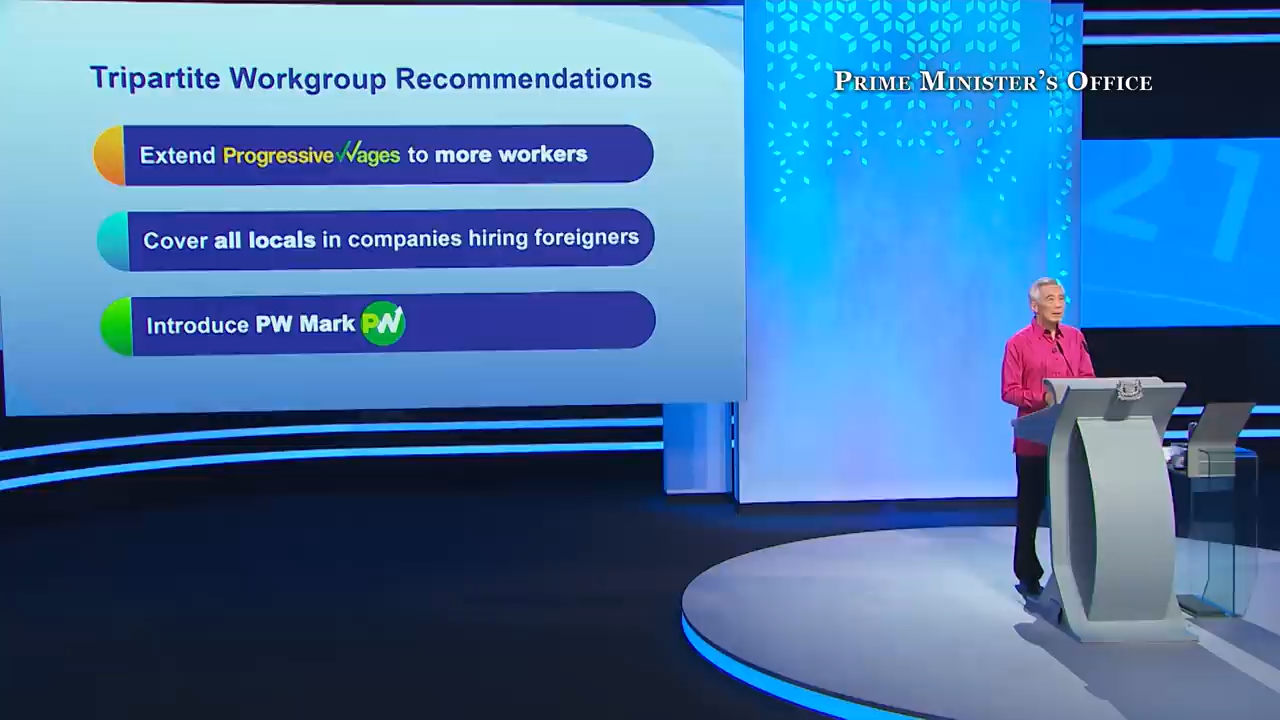 Tripartite Workgroup Recommendations
PRIME MINISTER'S OFFICE
Extend Progressive Wages to more workers
Cover all locals in companies hiring foreigners
Introduce PW Mark PW
21